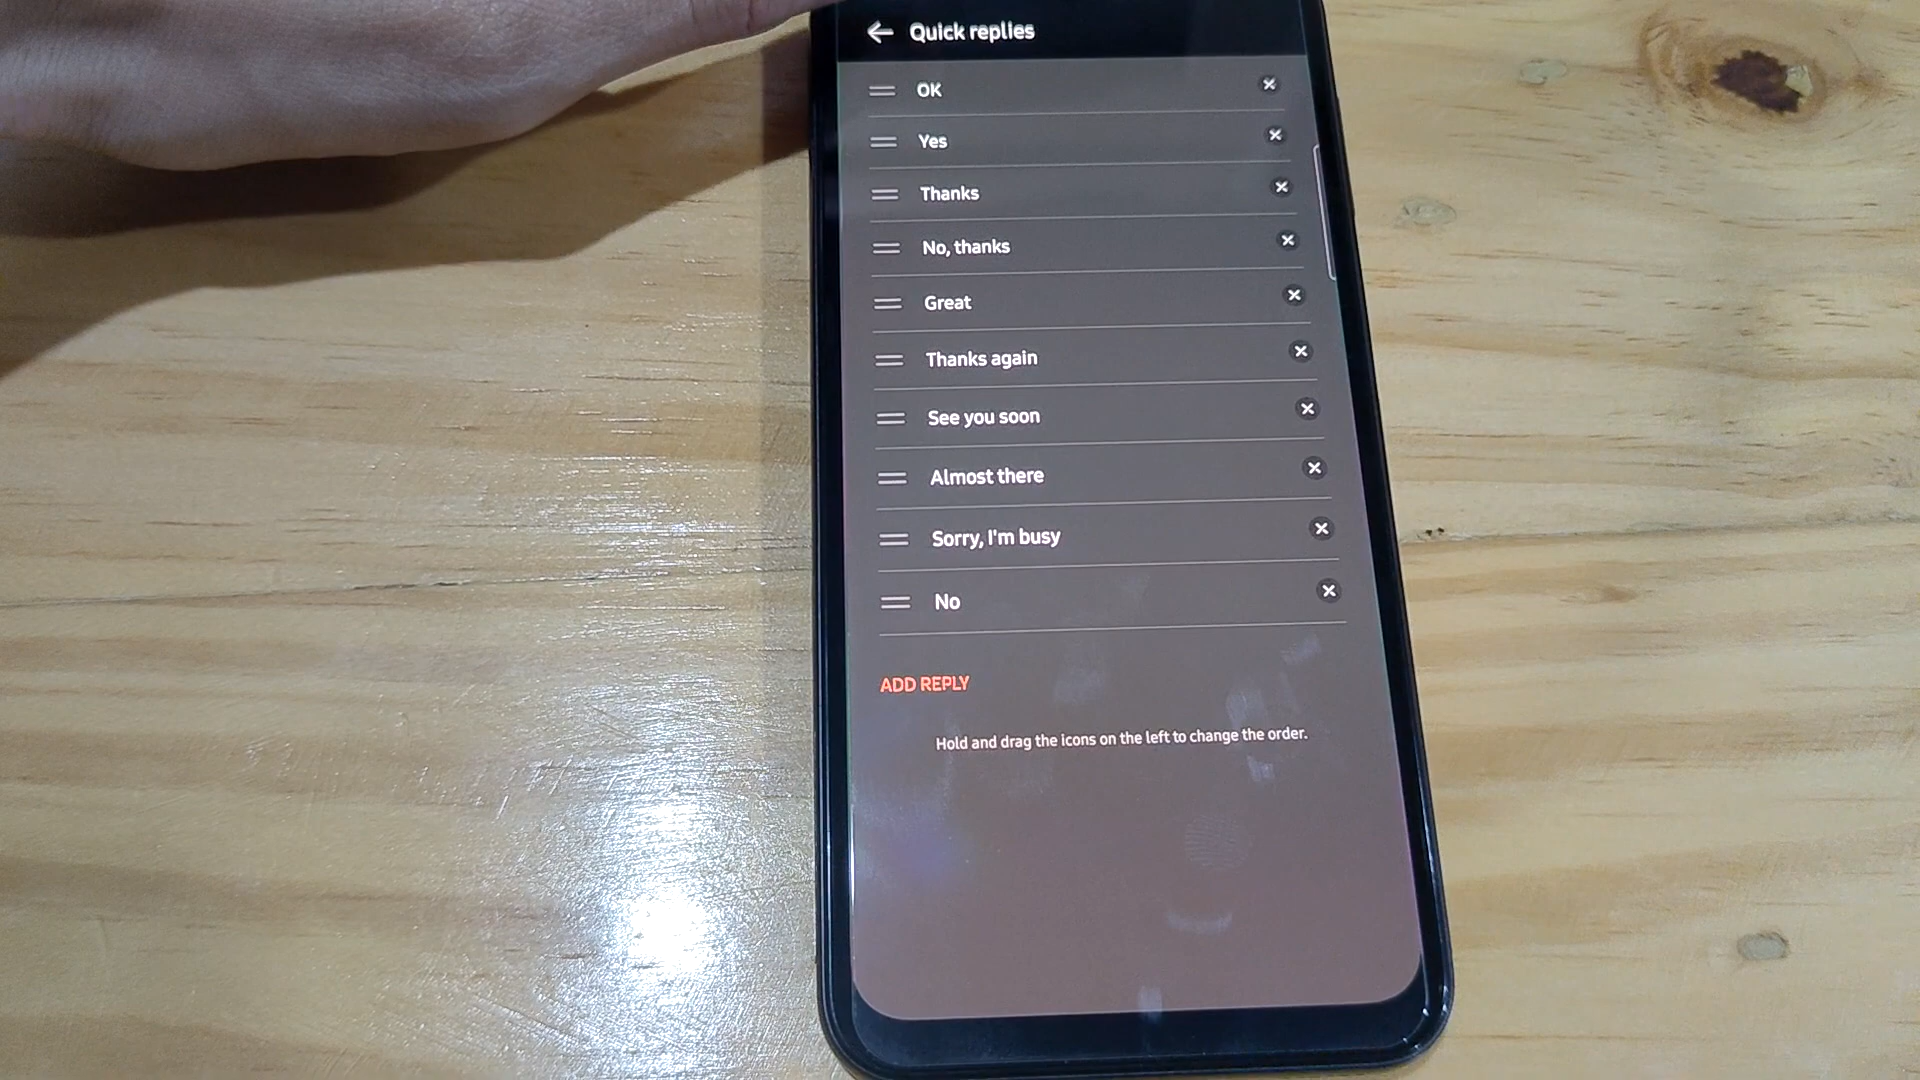 Quick replies
OK
Yes
Thanks
No, thanks
Great
Thanks again
See you soon
Almost there
Sorry, I'm busy
No
ADD REPLY
Hold and drag the icons on the left to change the order.